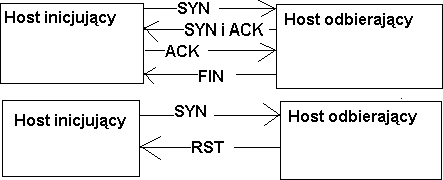 Host inicjujący
SYN
SYN i ACK
ACK
FIN
Host odbierający
Host inicjujący
SYN
RST
Host odbierający